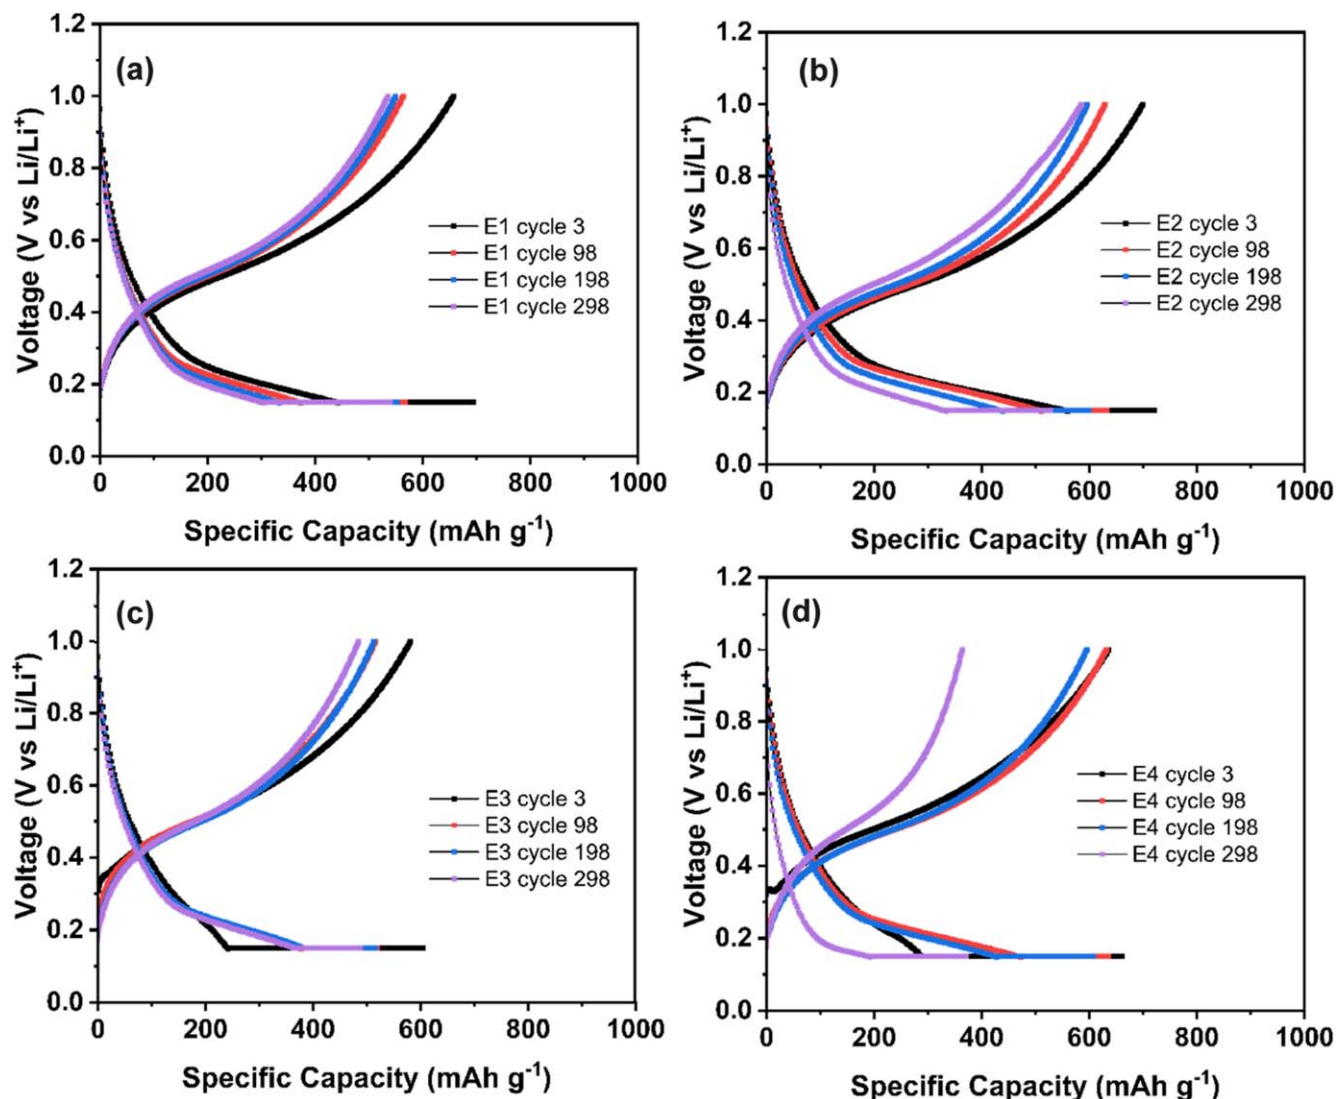 (a)
Voltage (V vs Li/Li⁺)
1.2
1.0
0.8
0.6
0.4
0.2
0.0
E1 cycle 3
E1 cycle 98
E1 cycle 198
E1 cycle 298
0 200 400 600 800 1000
Specific Capacity (mAh g⁻¹)
(b)
Voltage (V vs Li/Li⁺)
1.2
1.0
0.8
0.6
0.4
0.2
0.0
E2 cycle 3
E2 cycle 98
E2 cycle 198
E2 cycle 298
0 200 400 600 800 1000
Specific Capacity (mAh g⁻¹)
(c)
Voltage (V vs Li/Li⁺)
1.2
1.0
0.8
0.6
0.4
0.2
0.0
E3 cycle 3
E3 cycle 98
E3 cycle 198
E3 cycle 298
0 200 400 600 800 1000
Specific Capacity (mAh g⁻¹)
(d)
Voltage (V vs Li/Li⁺)
1.2
1.0
0.8
0.6
0.4
0.2
0.0
E4 cycle 3
E4 cycle 98
E4 cycle 198
E4 cycle 298
0 200 400 600 800 1000
Specific Capacity (mAh g⁻¹)